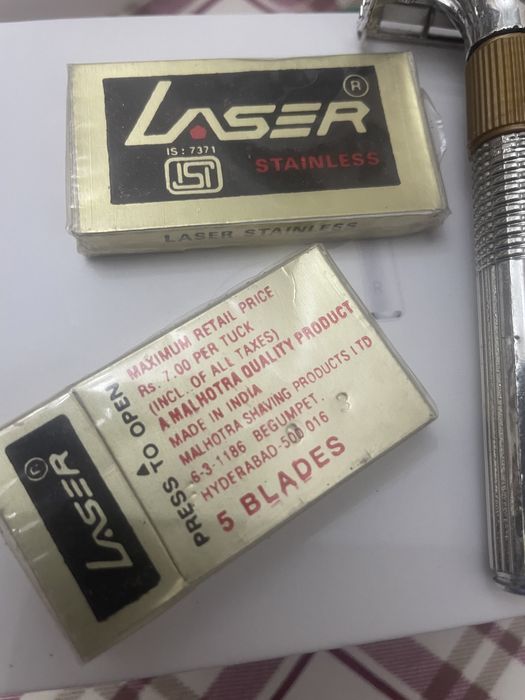 LASER ®
IS : 7371
ISI
STAINLESS
LASER STAINLESS
LASER ®
PRESS TO OPEN
MAXIMUM RETAIL PRICE
Rs. 7.00 PER TUCK
(INCL. OF ALL TAXES)
A MALHOTRA QUALITY PRODUCT
MADE IN INDIA
MALHOTRA SHAVING PRODUCTS LTD
6-3-1186 BEGUMPET.
HYDERABAD-500 016
5 BLADES